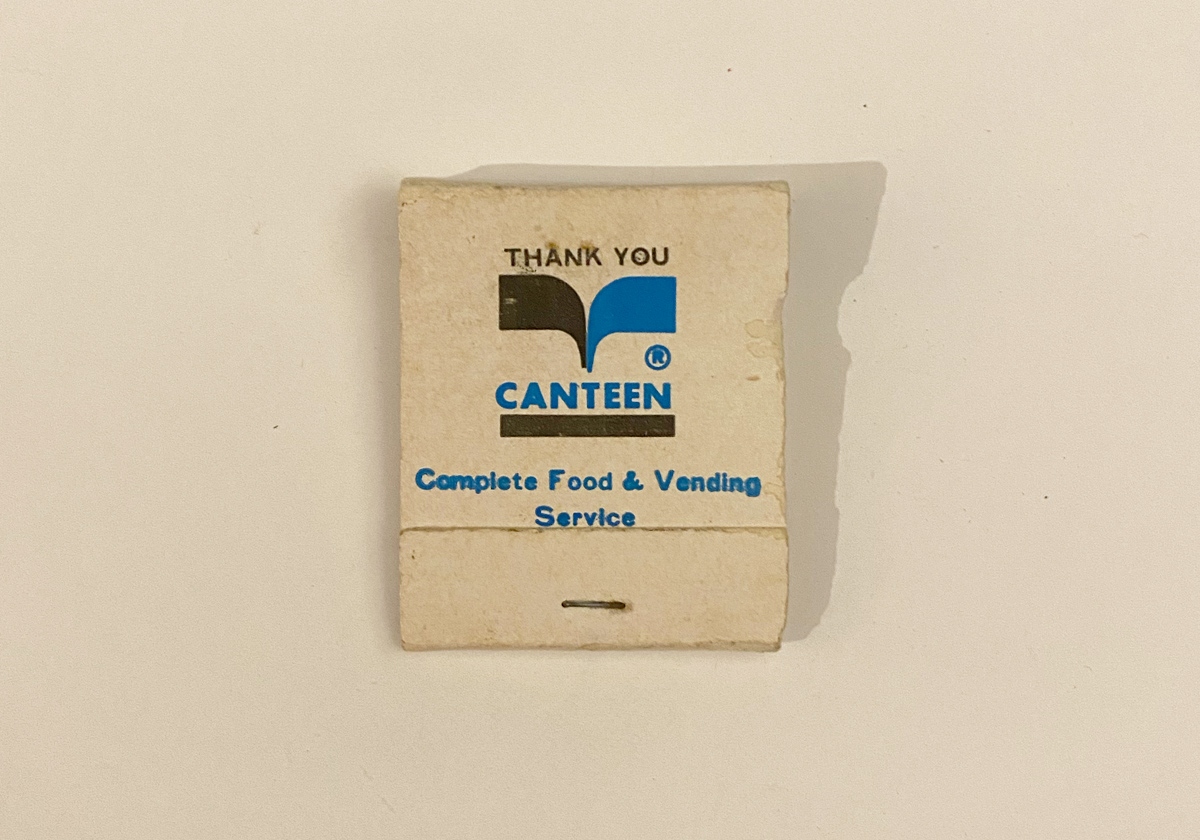 THANK YOU
®
CANTEEN
Complete Food & Vending
Service